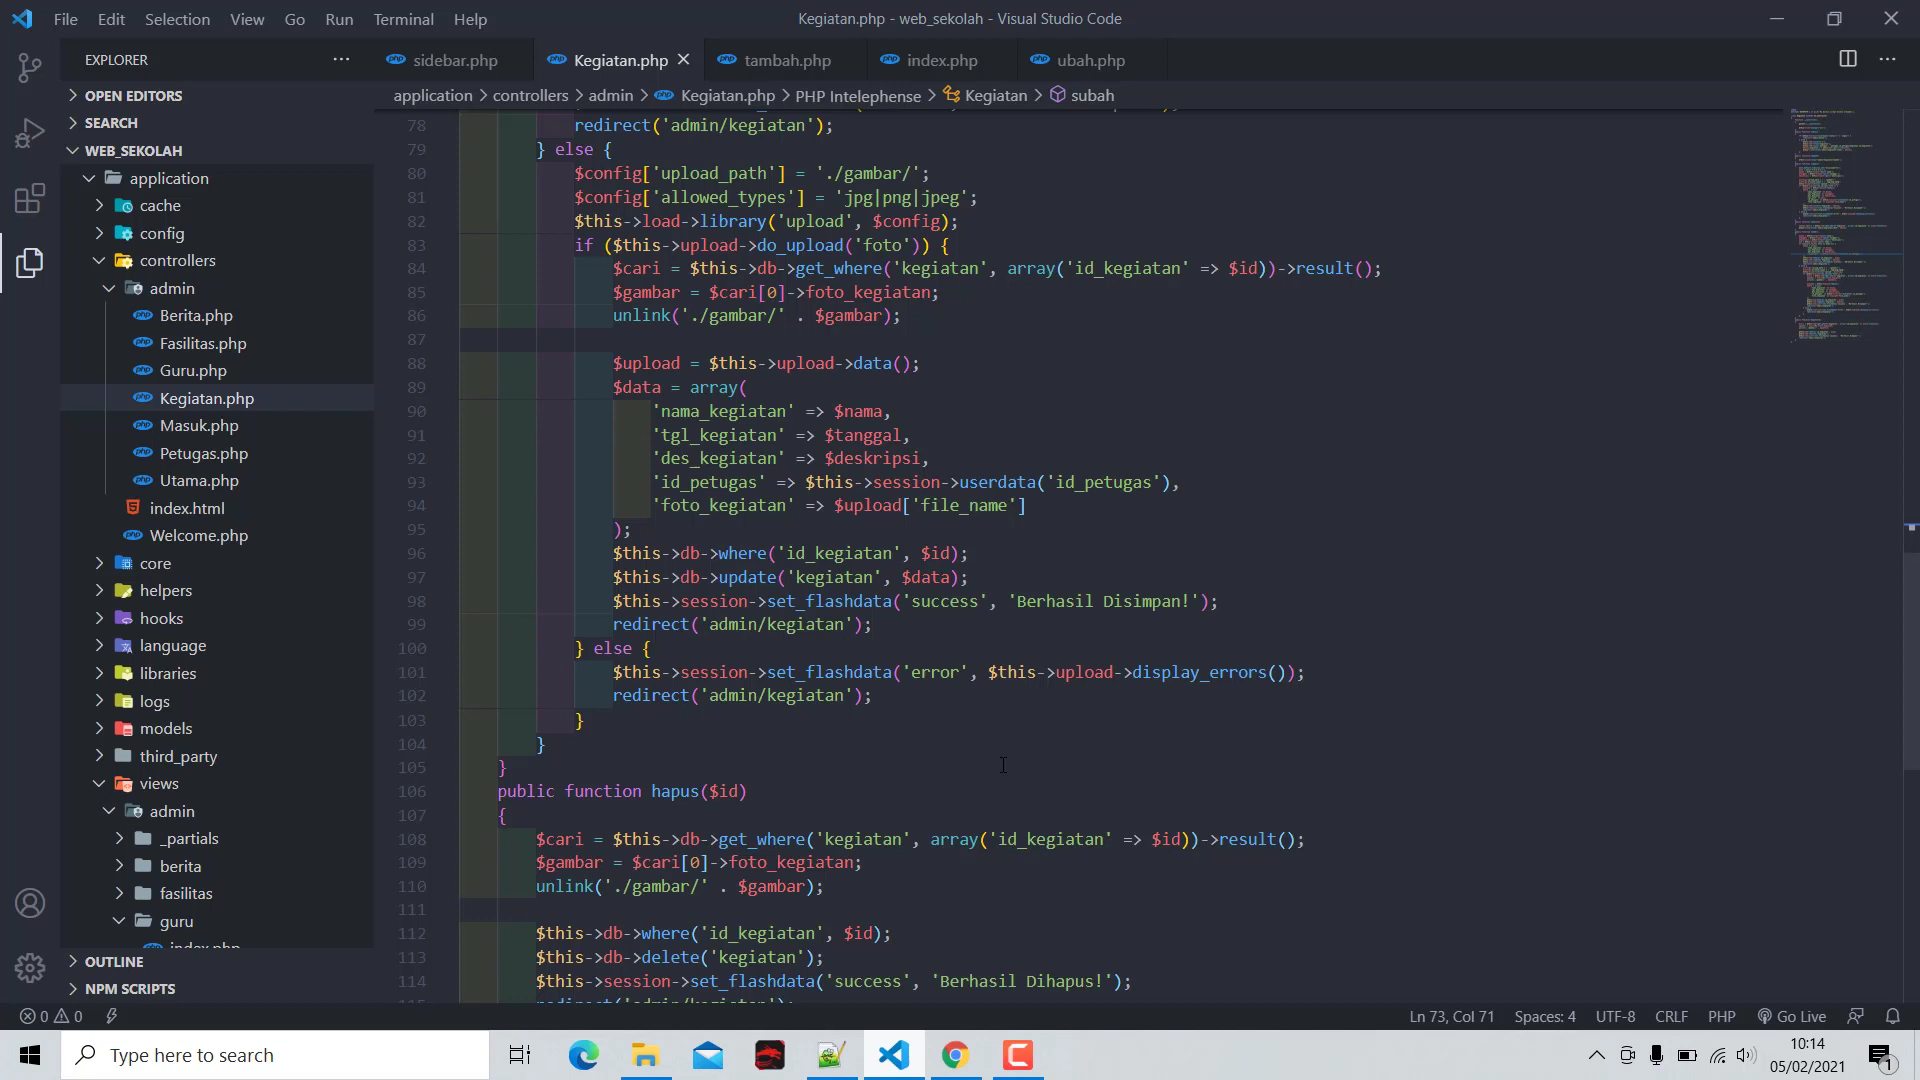 File Edit Selection View Go Run Terminal Help
Kegiatan.php - web_sekolah - Visual Studio Code
EXPLORER
sidebar.php
Kegiatan.php
tambah.php
index.php
ubah.php
application > controllers > admin > Kegiatan.php > PHP Intelephense > Kegiatan > subah
OPEN EDITORS
SEARCH
WEB_SEKOLAH
application
cache
config
controllers
admin
Berita.php
Fasilitas.php
Guru.php
Kegiatan.php
Masuk.php
Petugas.php
Utama.php
index.html
Welcome.php
core
helpers
hooks
language
libraries
logs
models
third_party
views
admin
_partials
berita
fasilitas
guru
index.php
OUTLINE
NPM SCRIPTS
78 redirect('admin/kegiatan');
79 } else {
80 $config['upload_path'] = './gambar/';
81 $config['allowed_types'] = 'jpg|png|jpeg';
82 $this->load->library('upload', $config);
83 if ($this->upload->do_upload('foto')) {
84 $cari = $this->db->get_where('kegiatan', array('id_kegiatan' => $id))->result();
85 $gambar = $cari[0]->foto_kegiatan;
86 unlink('./gambar/' . $gambar);
87
88 $upload = $this->upload->data();
89 $data = array(
90 'nama_kegiatan' => $nama,
91 'tgl_kegiatan' => $tanggal,
92 'des_kegiatan' => $deskripsi,
93 'id_petugas' => $this->session->userdata('id_petugas'),
94 'foto_kegiatan' => $upload['file_name']
95 );
96 $this->db->where('id_kegiatan', $id);
97 $this->db->update('kegiatan', $data);
98 $this->session->set_flashdata('success', 'Berhasil Disimpan!');
99 redirect('admin/kegiatan');
100 } else {
101 $this->session->set_flashdata('error', $this->upload->display_errors());
102 redirect('admin/kegiatan');
103 }
104 }
105 }
106 public function hapus($id)
107 {
108 $cari = $this->db->get_where('kegiatan', array('id_kegiatan' => $id))->result();
109 $gambar = $cari[0]->foto_kegiatan;
110 unlink('./gambar/' . $gambar);
111
112 $this->db->where('id_kegiatan', $id);
113 $this->db->delete('kegiatan');
114 $this->session->set_flashdata('success', 'Berhasil Dihapus!');
115 redirect('admin/kegiatan');
0 0
Ln 73, Col 71 Spaces: 4 UTF-8 CRLF PHP Go Live
Type here to search
10:14
05/02/2021
1